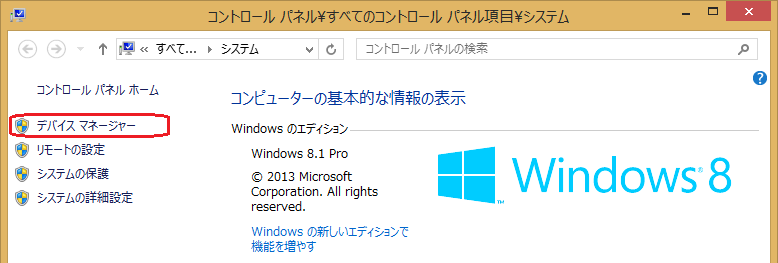 コントロール パネル¥すべてのコントロール パネル項目¥システム
«  すべて... ▸ システム ▸
コントロール パネルの検索
コントロール パネル ホーム
デバイス マネージャー
リモートの設定
システムの保護
システムの詳細設定
コンピューターの基本的な情報の表示
Windows のエディション
Windows 8.1 Pro
© 2013 Microsoft
Corporation. All rights
reserved.
Windows の新しいエディションで
機能を増やす
Windows® 8